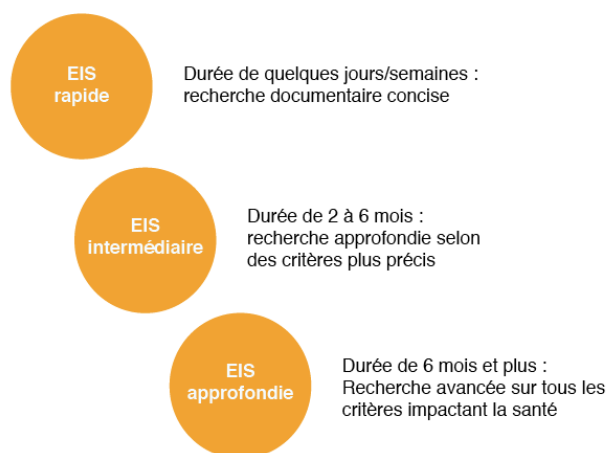 EIS
rapide
Durée de quelques jours/semaines :
recherche documentaire concise
EIS
intermédiaire
Durée de 2 à 6 mois :
recherche approfondie selon
des critères plus précis
EIS
approfondie
Durée de 6 mois et plus :
Recherche avancée sur tous les
critères impactant la santé